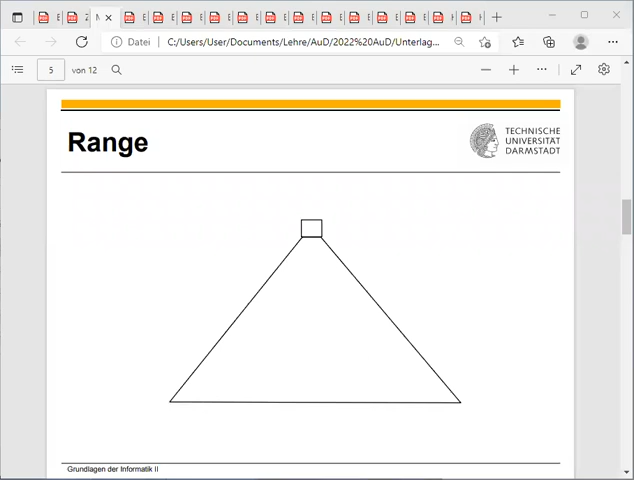 Datei C:/Users/User/Documents/Lehre/AuD/2022%20AuD/Unterlag...
5 von 12
Range
TECHNISCHE
UNIVERSITÄT
DARMSTADT
Grundlagen der Informatik II